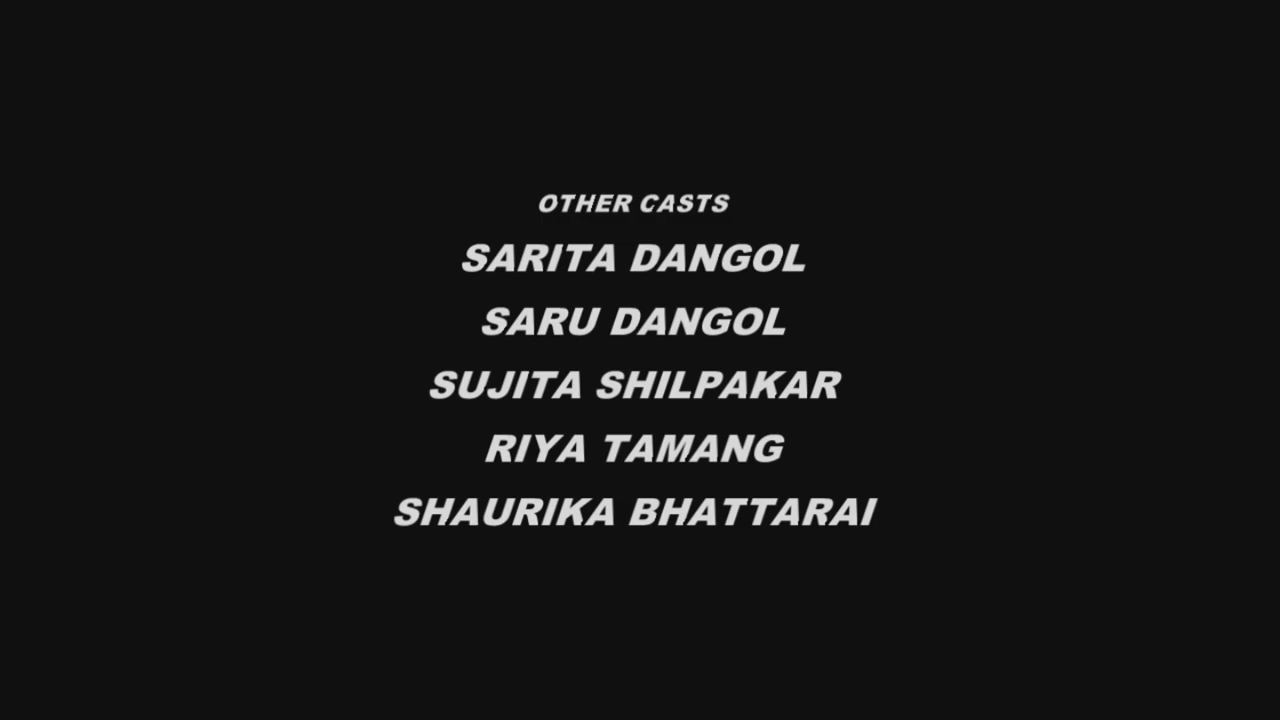 OTHER CASTS
SARITA DANGOL
SARU DANGOL
SUJITA SHILPAKAR
RIYA TAMANG
SHAURIKA BHATTARAI